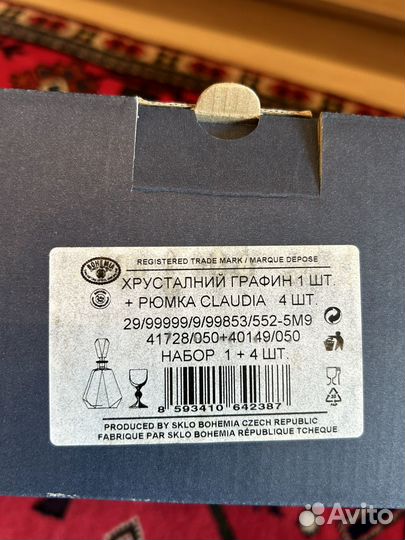 BOHEMIA
REGISTERED TRADE MARK / MARQUE DEPOSE
ХРУСТАЛНИЙ ГРАФИН 1 ШТ.
+ РЮМКА CLAUDIA 4 ШТ.
29/99999/9/99853/552-5M9
41728/050+40149/050
НАБОР 1 + 4 ШТ.
8 593410 642387
PRODUCED BY SKLO BOHEMIA CZECH REPUBLIC
FABRIQUE PAR SKLO BOHEMIA RÉPUBLIQUE TCHEQUE
Avito